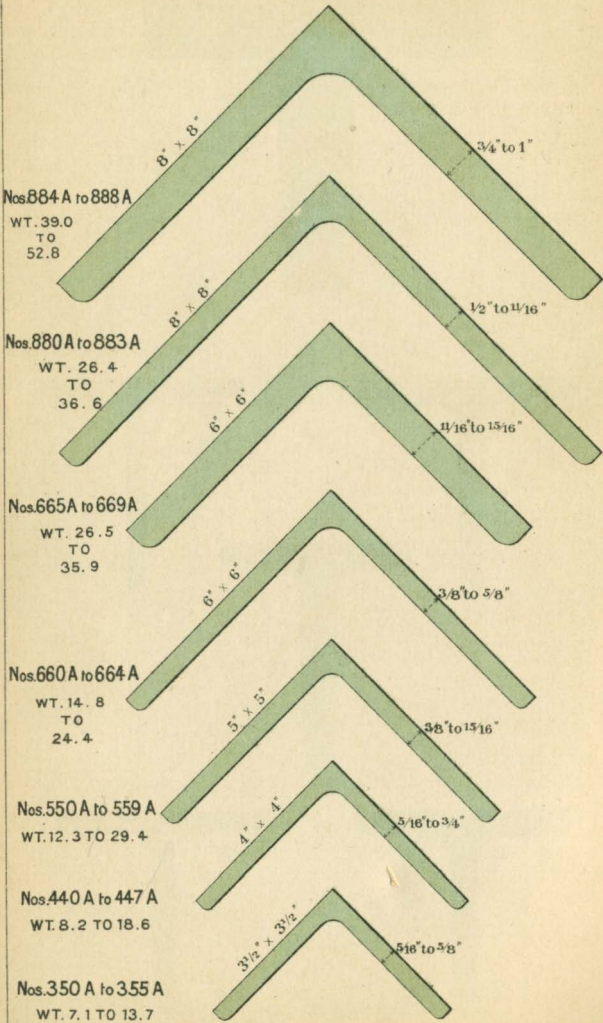 8" × 8"
3/4" to 1"
Nos. 884 A to 888 A
WT. 39.0
TO
52.8
8" × 8"
1/2" to 11/16"
Nos. 880 A to 883 A
WT. 26.4
TO
36.6
6" × 6"
11/16" to 15/16"
Nos. 665 A to 669 A
WT. 26.5
TO
35.9
6" × 6"
3/8" to 5/8"
Nos. 660 A to 664 A
WT. 14.8
TO
24.4
5" × 5"
3/8" to 15/16"
Nos. 550 A to 559 A
WT. 12.3 TO 29.4
4" × 4"
5/16" to 3/4"
Nos. 440 A to 447 A
WT. 8.2 TO 18.6
3 1/2" × 3 1/2"
5/16" to 5/8"
Nos. 350 A to 355 A
WT. 7.1 TO 13.7